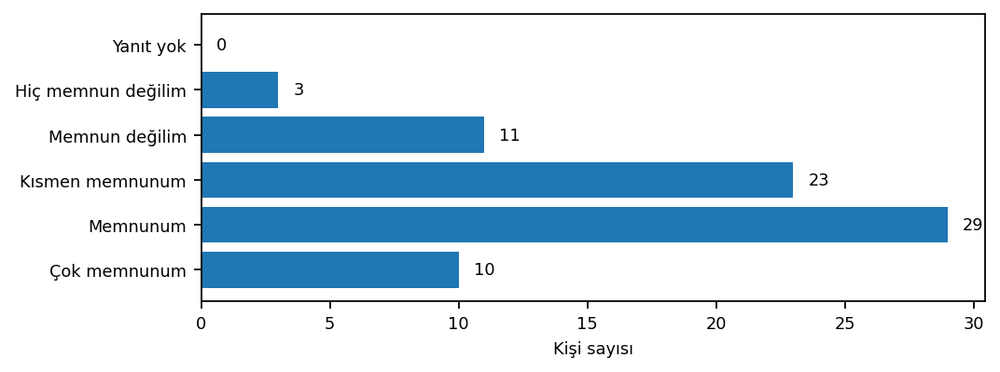 Yanıt yok 0
Hiç memnun değilim 3
Memnun değilim 11
Kısmen memnunum 23
Memnunum 29
Çok memnunum 10
0 5 10 15 20 25 30
Kişi sayısı